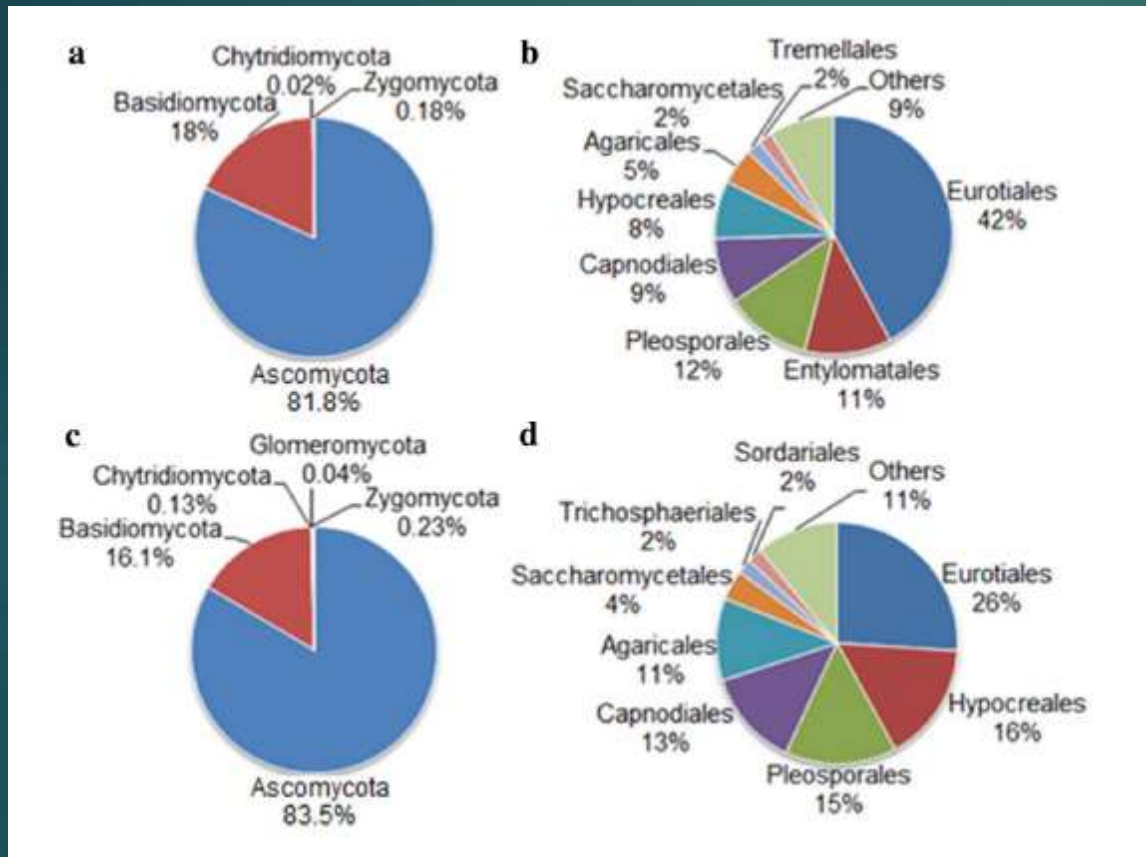 a
Chytridiomycota
0.02%
Zygomycota
0.18%
Basidiomycota
18%
Ascomycota
81.8%
b
Tremellales
2%
Others
9%
Saccharomycetales
2%
Agaricales
5%
Hypocreales
8%
Capnodiales
9%
Pleosporales
12%
Entylomatales
11%
Eurotiales
42%
c
Glomeromycota
0.04%
Chytridiomycota
0.13%
Zygomycota
0.23%
Basidiomycota
16.1%
Ascomycota
83.5%
d
Sordariales
2%
Others
11%
Trichosphaeriales
2%
Saccharomycetales
4%
Agaricales
11%
Capnodiales
13%
Pleosporales
15%
Hypocreales
16%
Eurotiales
26%